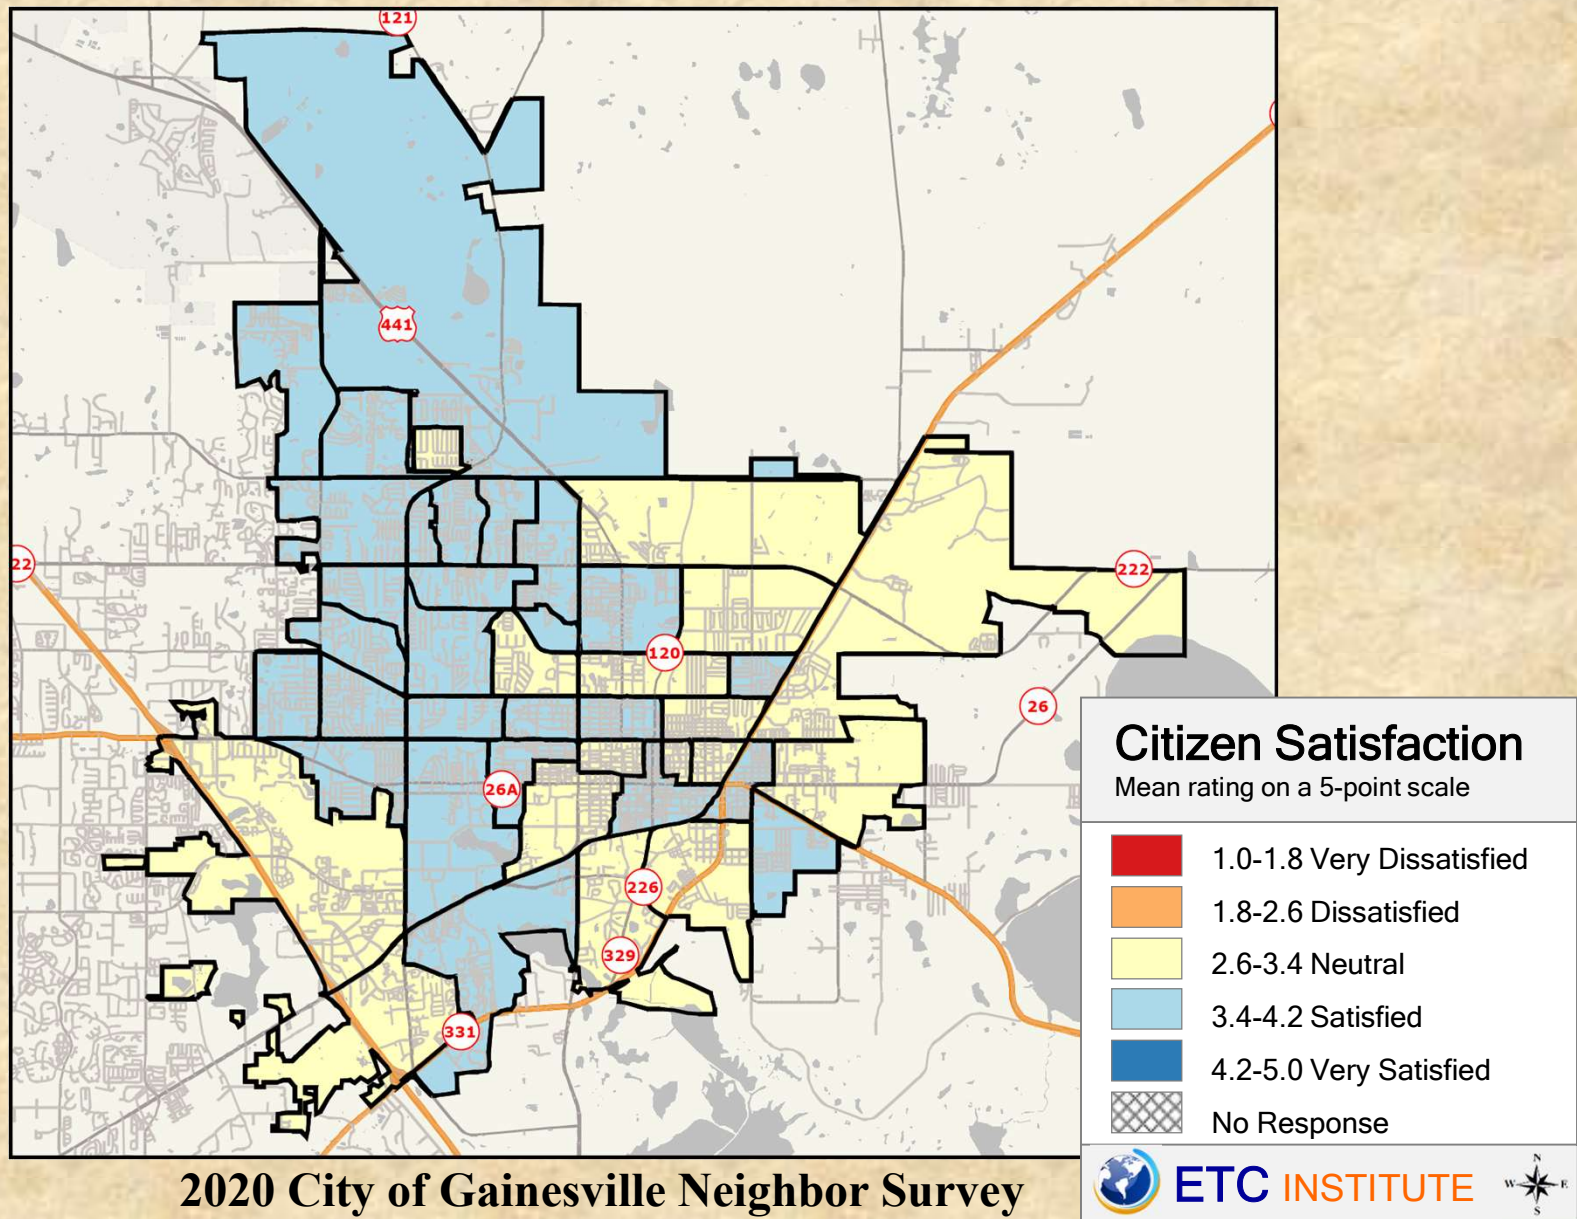 121
441
22
222
120
26
26A
226
329
331
Citizen Satisfaction
Mean rating on a 5-point scale
1.0-1.8 Very Dissatisfied
1.8-2.6 Dissatisfied
2.6-3.4 Neutral
3.4-4.2 Satisfied
4.2-5.0 Very Satisfied
No Response
ETC INSTITUTE
N
W E
S
2020 City of Gainesville Neighbor Survey